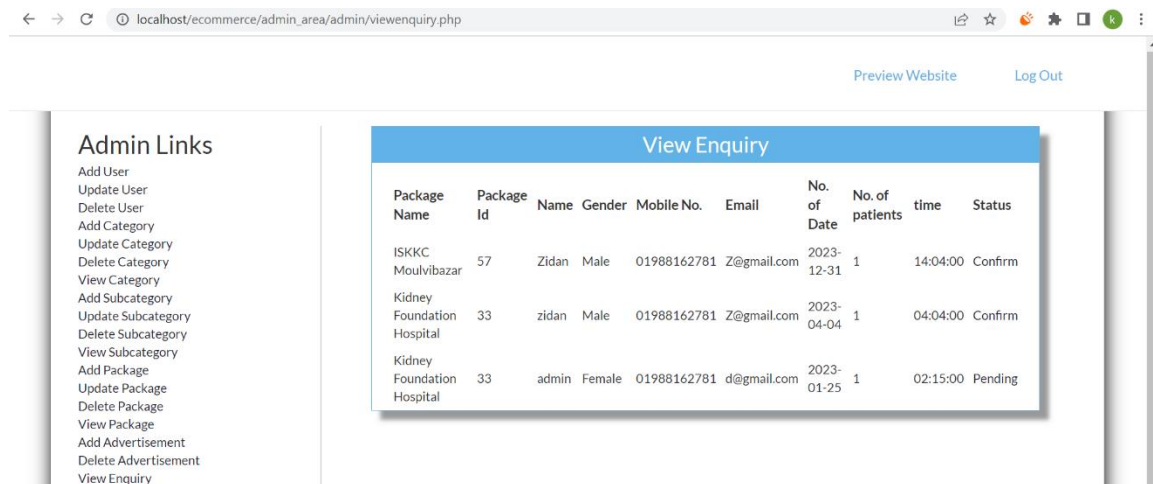 localhost/ecommerce/admin_area/admin/viewenquiry.php
k
Preview Website Log Out
Admin Links
Add User
Update User
Delete User
Add Category
Update Category
Delete Category
View Category
Add Subcategory
Update Subcategory
Delete Subcategory
View Subcategory
Add Package
Update Package
Delete Package
View Package
Add Advertisement
Delete Advertisement
View Enquiry
View Enquiry
Package Name Package Id Name Gender Mobile No. Email No. of Date No. of patients time Status
ISKKC Moulvibazar 57 Zidan Male 01988162781 Z@gmail.com 2023-12-31 1 14:04:00 Confirm
Kidney Foundation Hospital 33 zidan Male 01988162781 Z@gmail.com 2023-04-04 1 04:04:00 Confirm
Kidney Foundation Hospital 33 admin Female 01988162781 d@gmail.com 2023-01-25 1 02:15:00 Pending